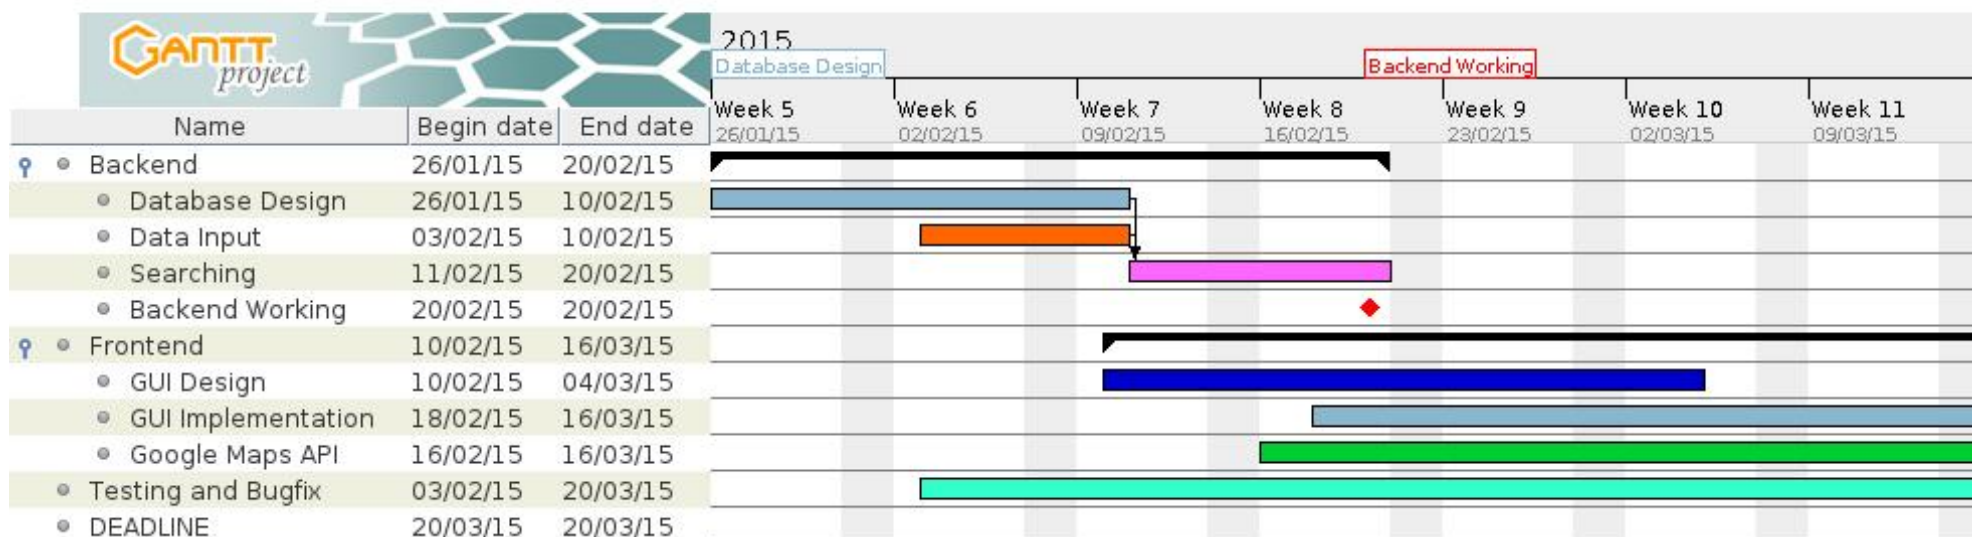 GANTT
project
2015
Database Design Backend Working
Week 5 Week 6 Week 7 Week 8 Week 9 Week 10 Week 11
26/01/15 02/02/15 09/02/15 16/02/15 23/02/15 02/03/15 09/03/15
Name Begin date End date
Backend 26/01/15 20/02/15
Database Design 26/01/15 10/02/15
Data Input 03/02/15 10/02/15
Searching 11/02/15 20/02/15
Backend Working 20/02/15 20/02/15
Frontend 10/02/15 16/03/15
GUI Design 10/02/15 04/03/15
GUI Implementation 18/02/15 16/03/15
Google Maps API 16/02/15 16/03/15
Testing and Bugfix 03/02/15 20/03/15
DEADLINE 20/03/15 20/03/15